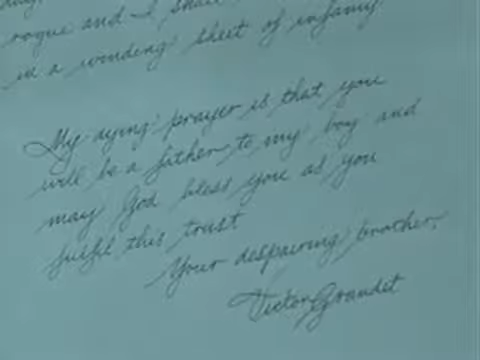 rogue and I shall
in a winding sheet of infamy
My dying prayer is that you
will be a father to my boy and
may God bless you as you
fulfil this trust
Your despairing brother,
Victor Grandet